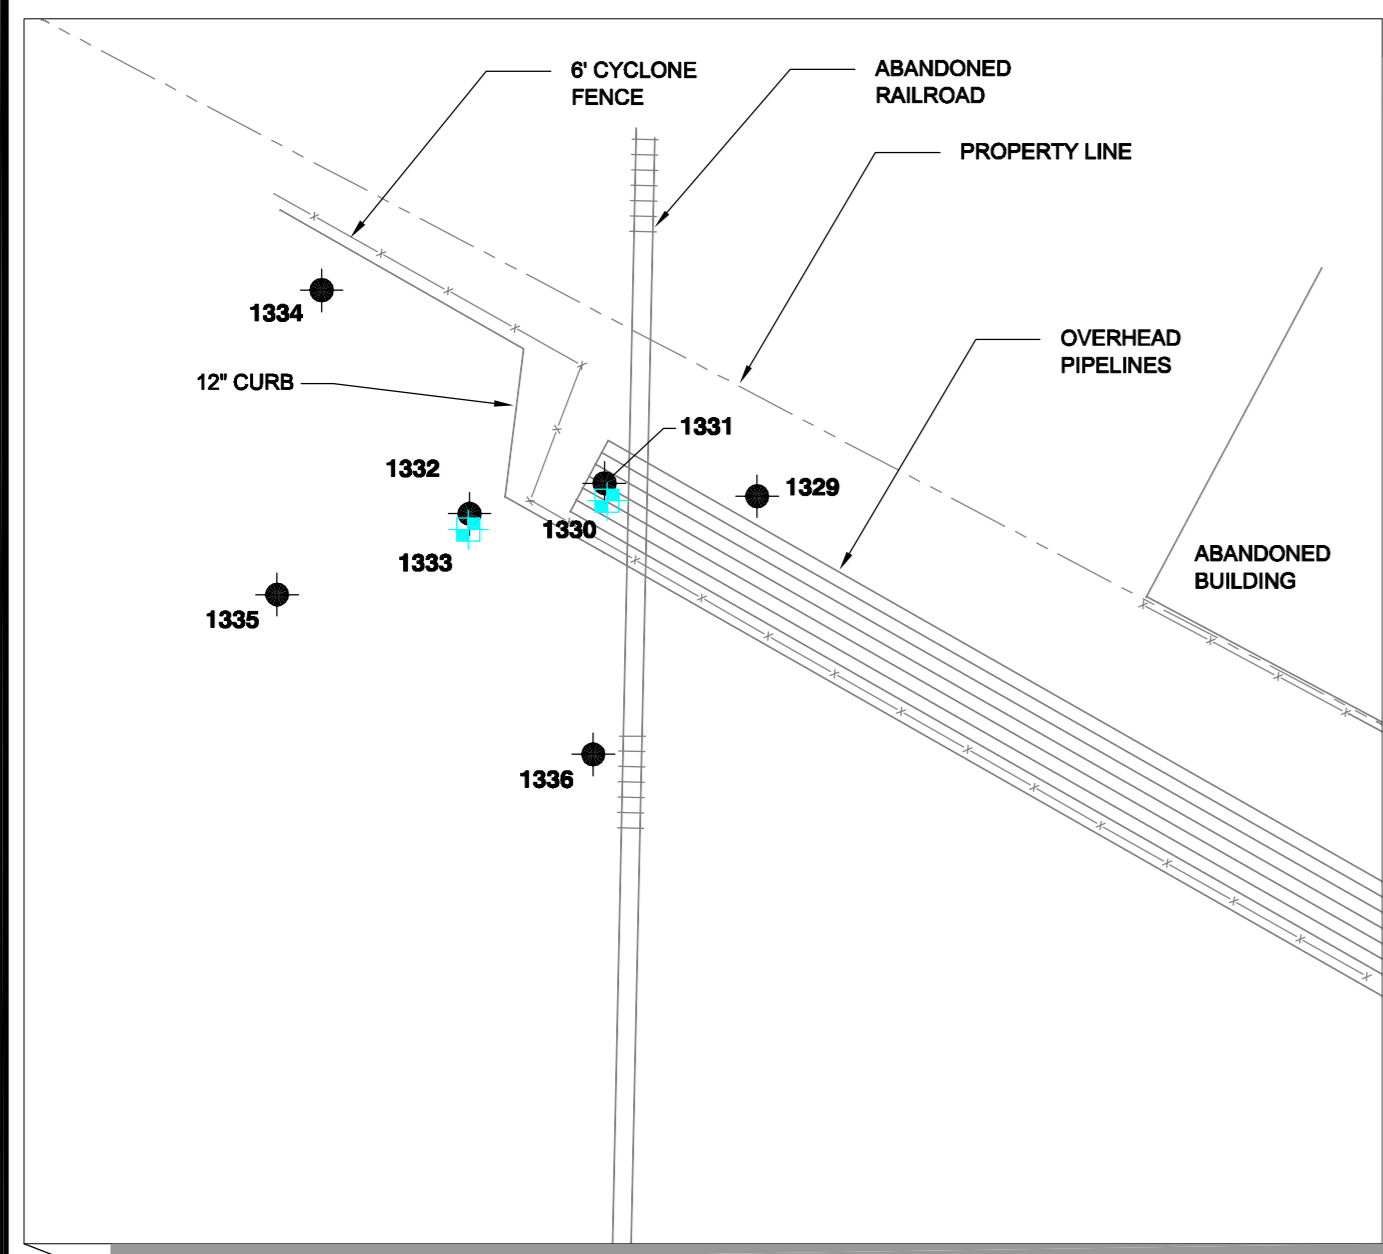 6' CYCLONE
FENCE
ABANDONED
RAILROAD
PROPERTY LINE
1334
12" CURB
OVERHEAD
PIPELINES
1331
1332
1329
1330
1333
ABANDONED
BUILDING
1335
1336